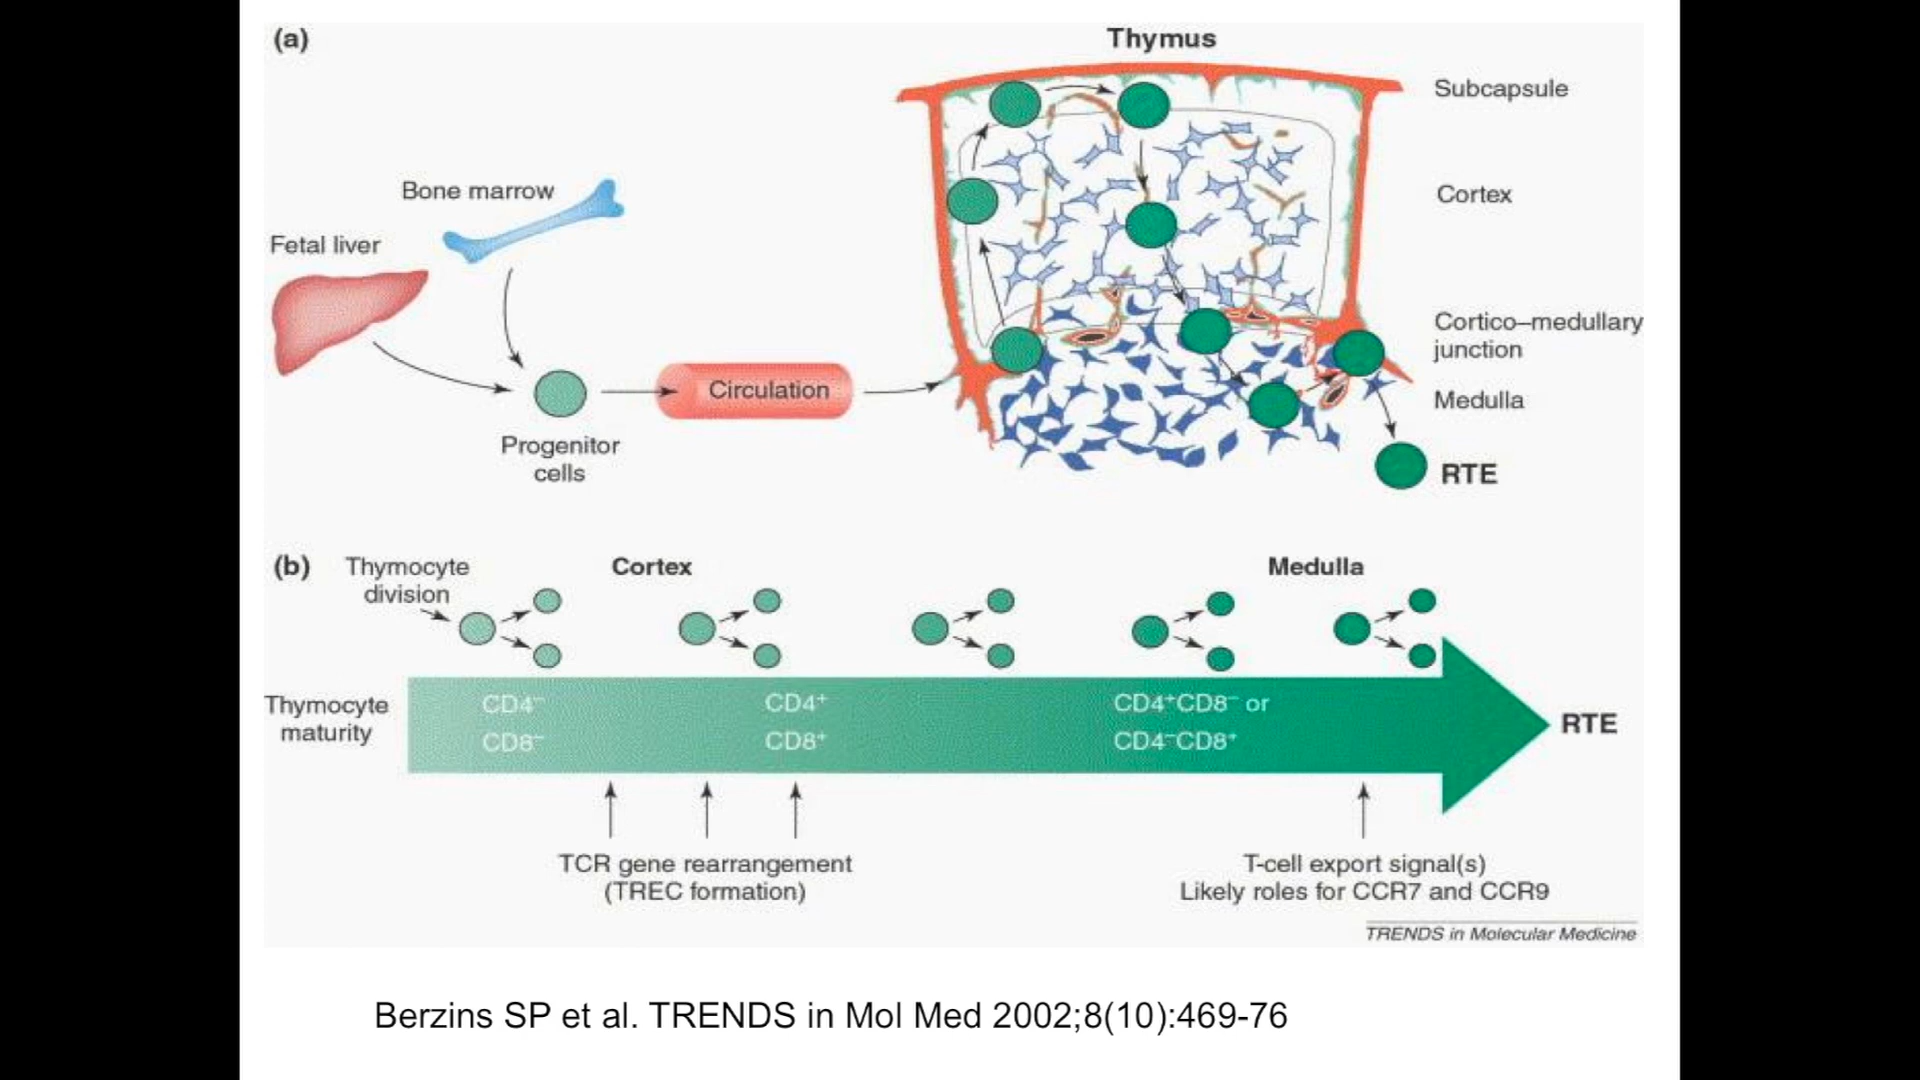 (a)
Thymus
Subcapsule
Bone marrow
Cortex
Fetal liver
Cortico–medullary
junction
Circulation
Medulla
Progenitor
cells
RTE
(b)
Thymocyte
division
Cortex
Medulla
Thymocyte
maturity
CD4⁻
CD8⁻
CD4⁺
CD8⁺
CD4⁺CD8⁻ or
CD4⁻CD8⁺
RTE
TCR gene rearrangement
(TREC formation)
T-cell export signal(s)
Likely roles for CCR7 and CCR9
TRENDS in Molecular Medicine
Berzins SP et al. TRENDS in Mol Med 2002;8(10):469-76